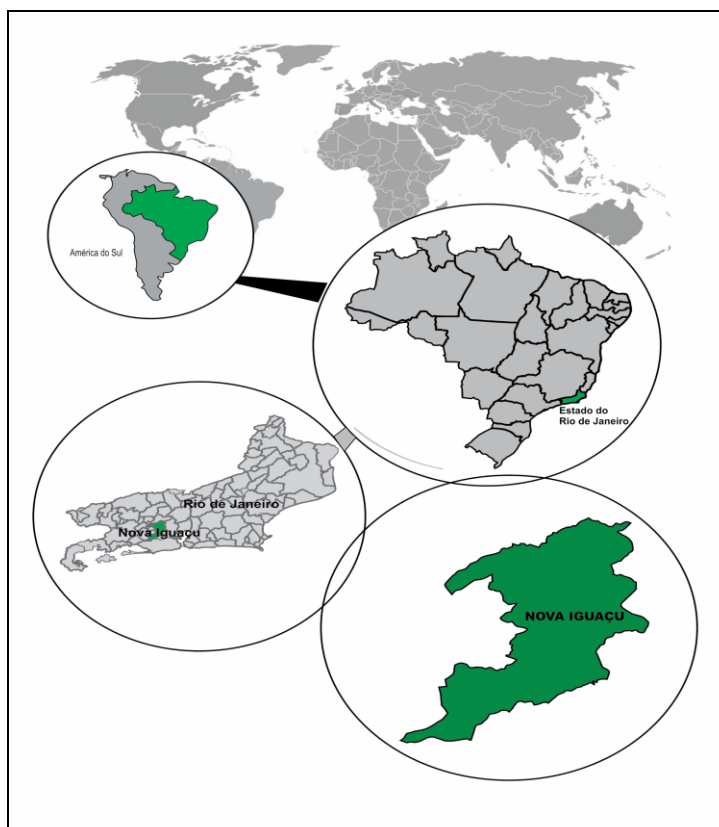 América do Sul
Estado do
Rio de Janeiro
Rio de Janeiro
Nova Iguaçu
NOVA IGUAÇU